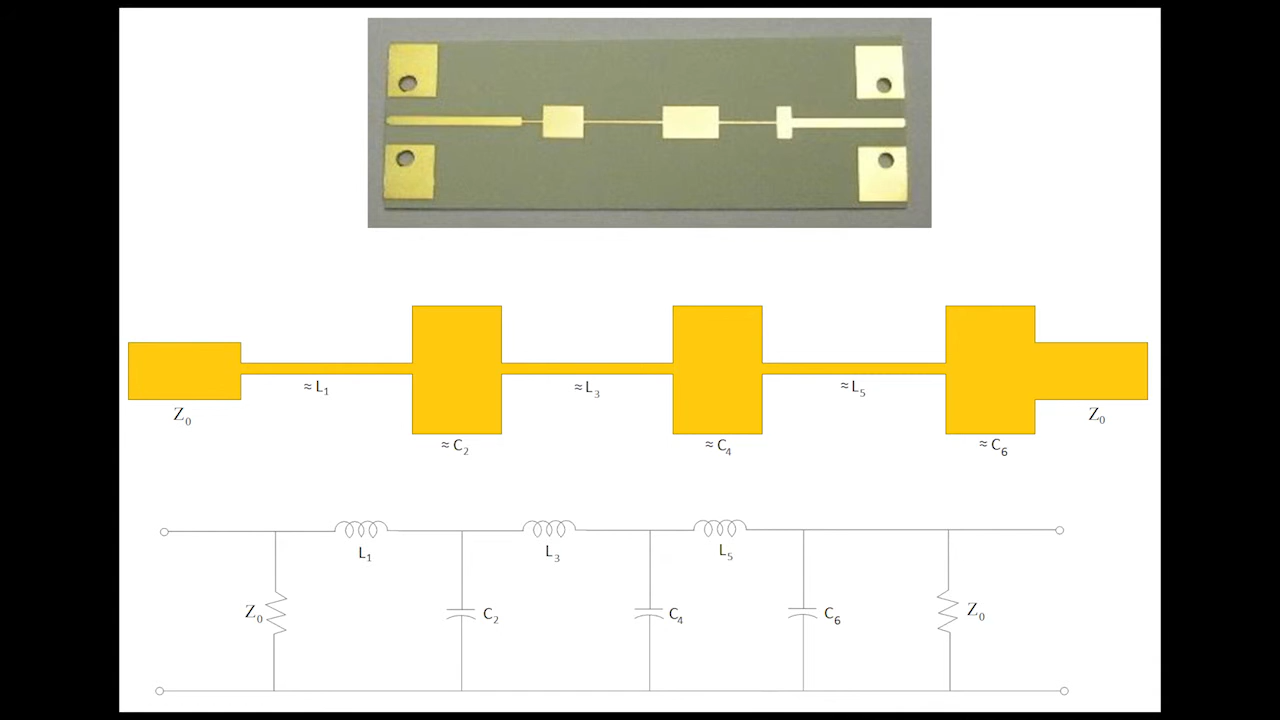 ≈ L₁
≈ L₃
≈ L₅
Z₀
Z₀
≈ C₂
≈ C₄
≈ C₆
L₁
L₃
L₅
Z₀
C₂
C₄
C₆
Z₀